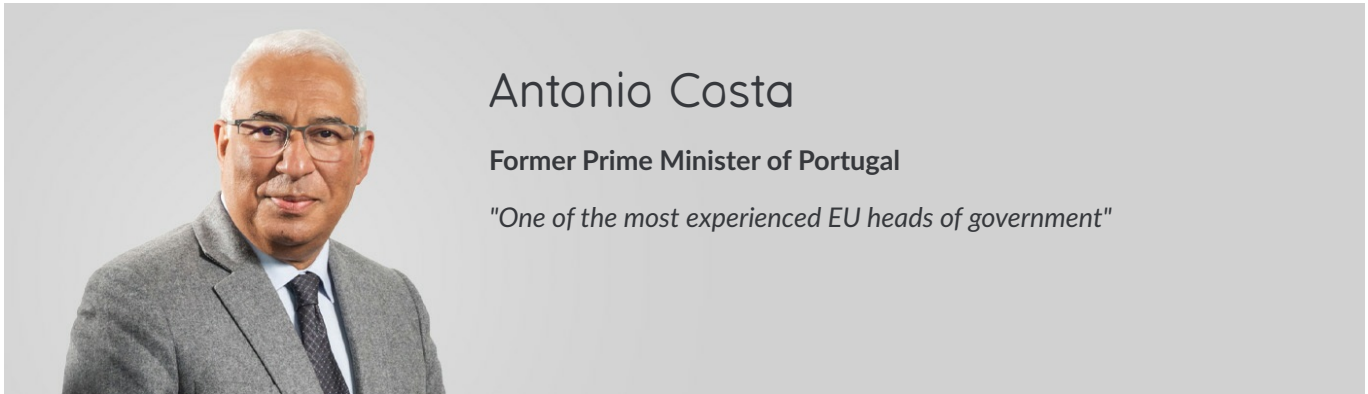 Antonio Costa
Former Prime Minister of Portugal
"One of the most experienced EU heads of government"